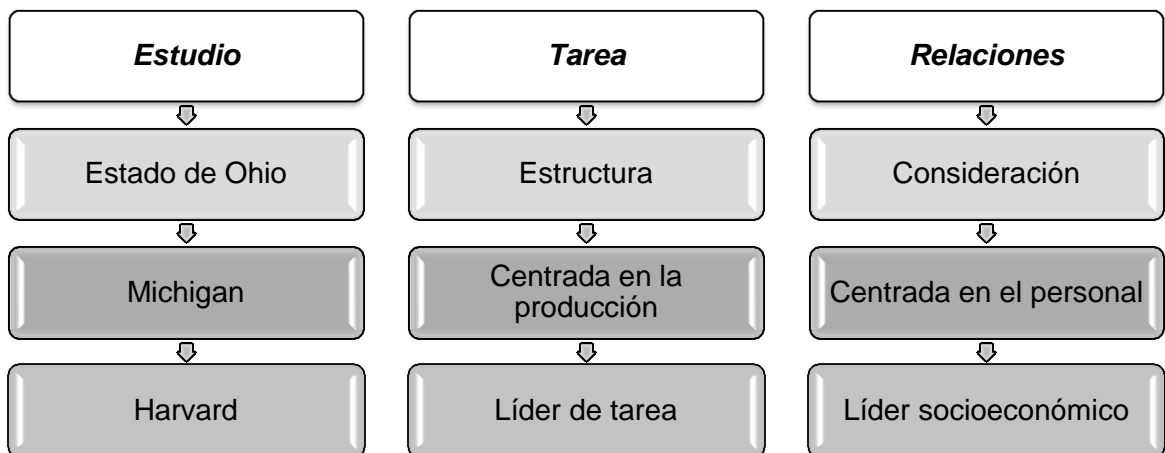 Estudio
Tarea
Relaciones
Estado de Ohio
Estructura
Consideración
Michigan
Centrada en la
producción
Centrada en el personal
Harvard
Líder de tarea
Líder socioeconómico